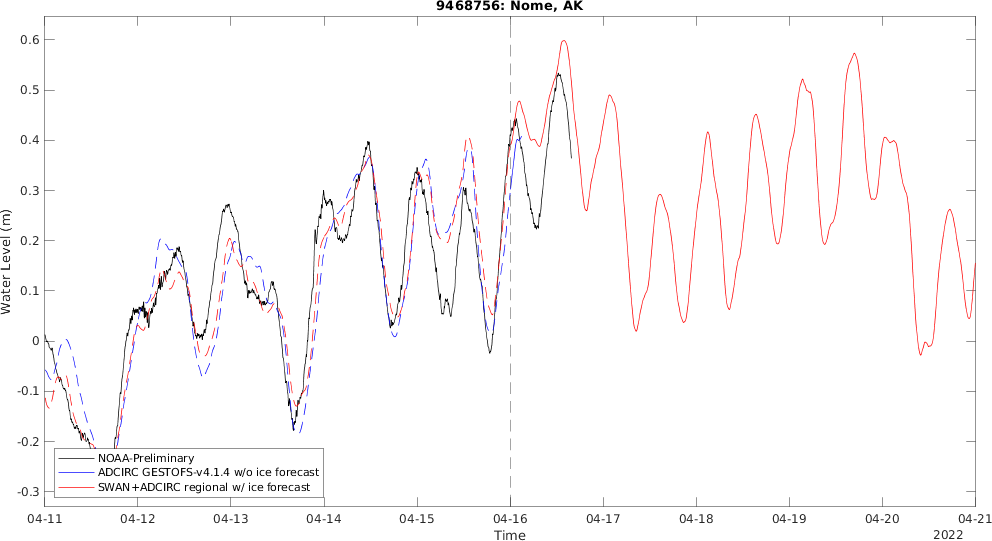 9468756: Nome, AK
Water Level (m)
0.6
0.5
0.4
0.3
0.2
0.1
0
-0.1
-0.2
-0.3
NOAA-Preliminary
ADCIRC GESTOFS-v4.1.4 w/o ice forecast
SWAN+ADCIRC regional w/ ice forecast
04-11 04-12 04-13 04-14 04-15 04-16 04-17 04-18 04-19 04-20 04-21
Time
2022